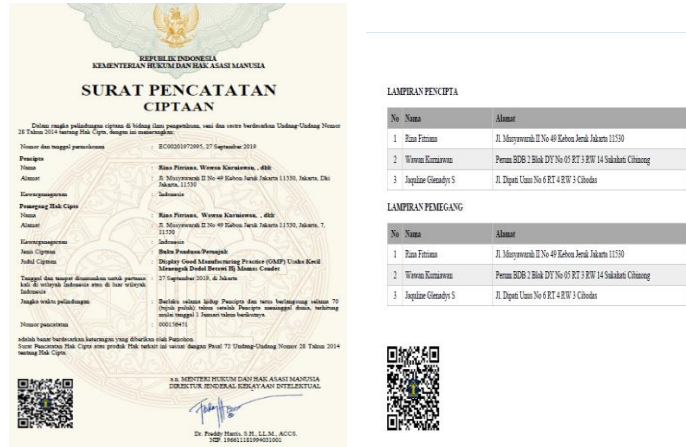 REPUBLIK INDONESIA
KEMENTERIAN HUKUM DAN HAK ASASI MANUSIA
SURAT PENCATATAN
CIPTAAN
Dalam rangka pelindungan ciptaan di bidang ilmu pengetahuan, seni dan sastra berdasarkan Undang-Undang Nomor
28 Tahun 2014 tentang Hak Cipta, dengan ini menerangkan:
Nomor dan tanggal permohonan : EC00201972995, 27 September 2019
Pencipta
Nama : Rina Fitriana, Wawan Kurniawan, , dkk
Alamat : Jl. Musyawarah II No 49 Kebon Jeruk Jakarta 11530, Jakarta, Dki
Jakarta, 11530
Kewarganegaraan : Indonesia
Pemegang Hak Cipta
Nama : Rina Fitriana, Wawan Kurniawan, , dkk
Alamat : Jl. Musyawarah II No 49 Kebon Jeruk Jakarta 11530, Jakarta, 7,
11530
Kewarganegaraan : Indonesia
Jenis Ciptaan : Buku Panduan/Petunjuk
Judul Ciptaan : Display Good Manufacturing Practice (GMP) Usaha Kecil
Menengah Dodol Betawi Hj Mamas Condet
Tanggal dan tempat diumumkan untuk pertama : 27 September 2019, di Jakarta
kali di wilayah Indonesia atau di luar wilayah
Indonesia
Jangka waktu pelindungan : Berlaku selama hidup Pencipta dan terus berlangsung selama 70
(tujuh puluh) tahun setelah Pencipta meninggal dunia, terhitung
mulai tanggal 1 Januari tahun berikutnya.
Nomor pencatatan : 000156451
adalah benar berdasarkan keterangan yang diberikan oleh Pemohon.
Surat Pencatatan Hak Cipta atau produk Hak terkait ini sesuai dengan Pasal 72 Undang-Undang Nomor 28 Tahun 2014
tentang Hak Cipta.
a.n. MENTERI HUKUM DAN HAK ASASI MANUSIA
DIREKTUR JENDERAL KEKAYAAN INTELEKTUAL
Dr. Freddy Harris, S.H., LL.M., ACCS.
NIP. 196611181994031001
LAMPIRAN PENCIPTA
No Nama Alamat
1 Rina Fitriana Jl. Musyawarah II No 49 Kebon Jeruk Jakarta 11530
2 Wawan Kurniawan Perum BDB 2 Blok DY No 05 RT 3 RW 14 Sukahati Cibinong
3 Jaquline Glenadys S Jl. Dipati Unus No 6 RT 4 RW 3 Cibodas
LAMPIRAN PEMEGANG
No Nama Alamat
1 Rina Fitriana Jl. Musyawarah II No 49 Kebon Jeruk Jakarta 11530
2 Wawan Kurniawan Perum BDB 2 Blok DY No 05 RT 3 RW 14 Sukahati Cibinong
3 Jaquline Glenadys S Jl. Dipati Unus No 6 RT 4 RW 3 Cibodas